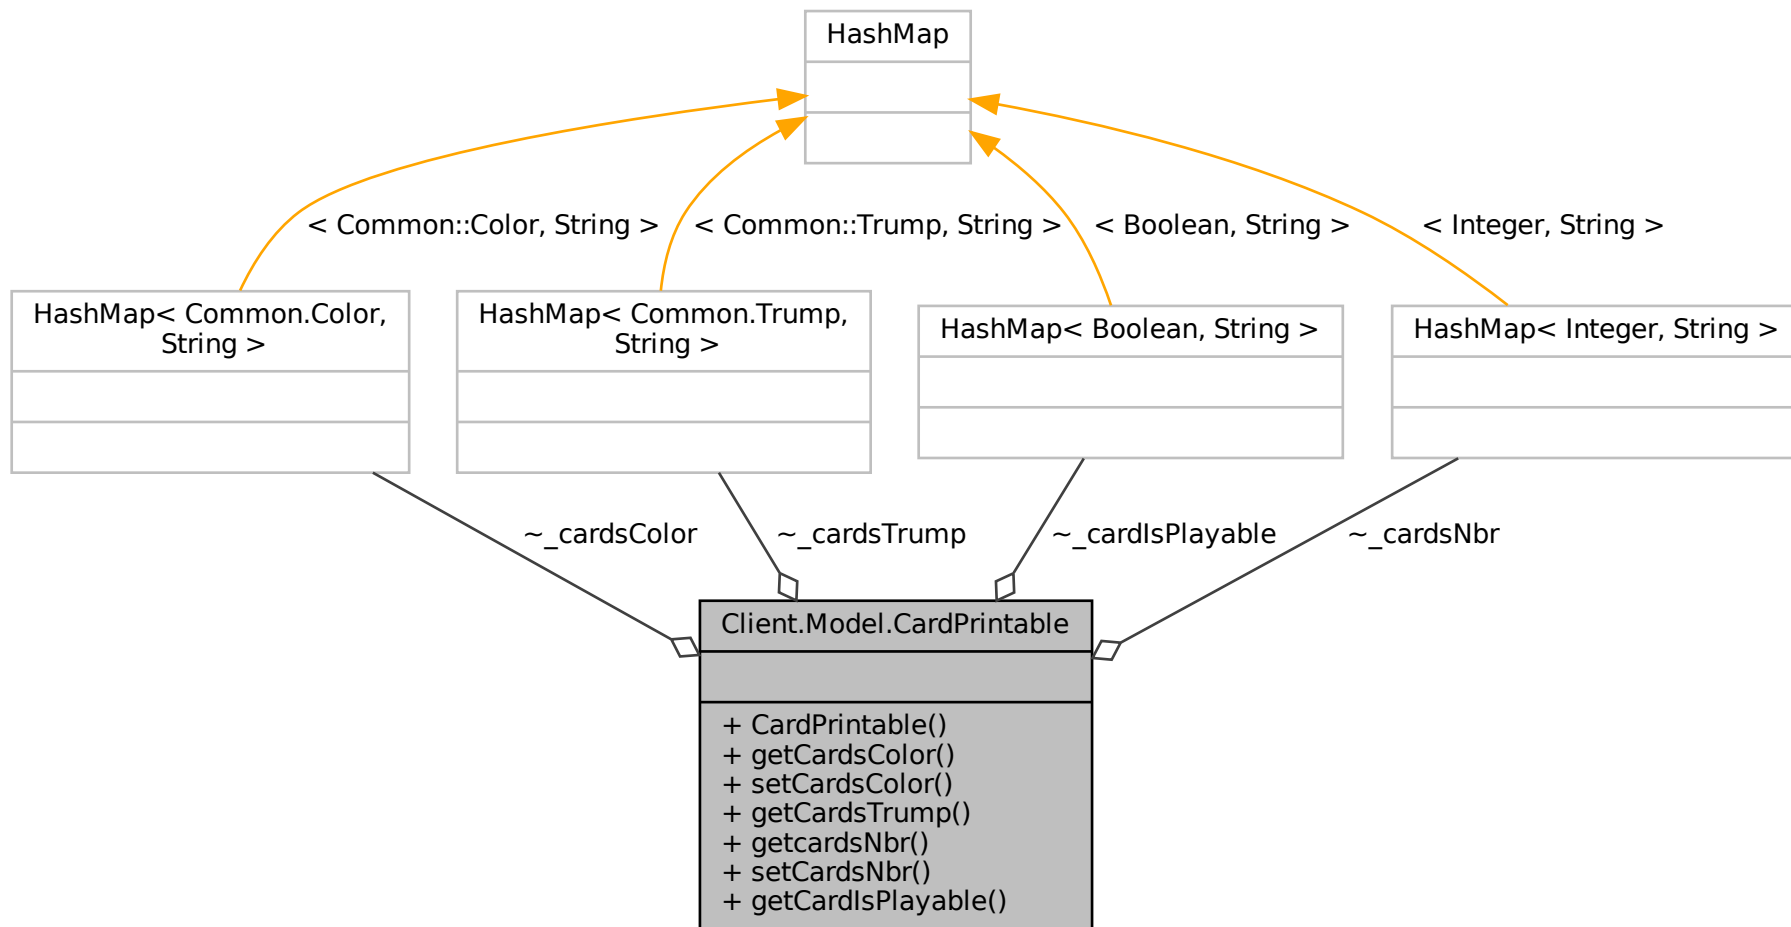 HashMap
< Common::Color, String >
< Common::Trump, String >
< Boolean, String >
< Integer, String >
HashMap< Common.Color,
String >
HashMap< Common.Trump,
String >
HashMap< Boolean, String >
HashMap< Integer, String >
~_cardsColor
~_cardsTrump
~_cardIsPlayable
~_cardsNbr
Client.Model.CardPrintable
+ CardPrintable()
+ getCardsColor()
+ setCardsColor()
+ getCardsTrump()
+ getcardsNbr()
+ setCardsNbr()
+ getCardIsPlayable()